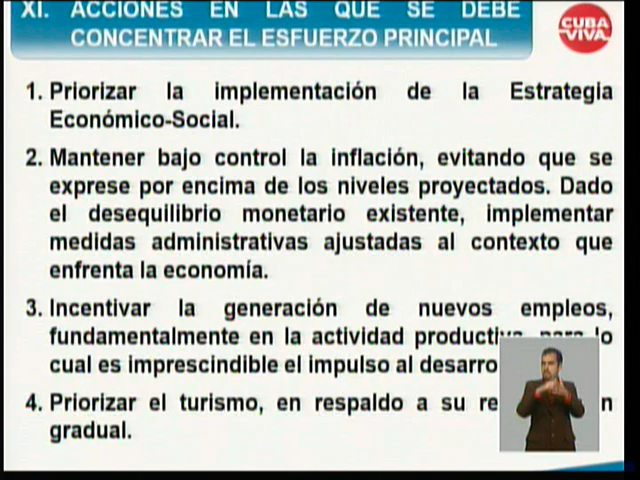 XI. ACCIONES EN LAS QUE SE DEBE
CONCENTRAR EL ESFUERZO PRINCIPAL
CUBA
VIVA
1. Priorizar la implementación de la Estrategia
Económico-Social.
2. Mantener bajo control la inflación, evitando que se
exprese por encima de los niveles proyectados. Dado
el desequilibrio monetario existente, implementar
medidas administrativas ajustadas al contexto que
enfrenta la economía.
3. Incentivar la generación de nuevos empleos,
fundamentalmente en la actividad productiva, para lo
cual es imprescindible el impulso al
4. Priorizar el turismo, en respaldo a su
gradual.